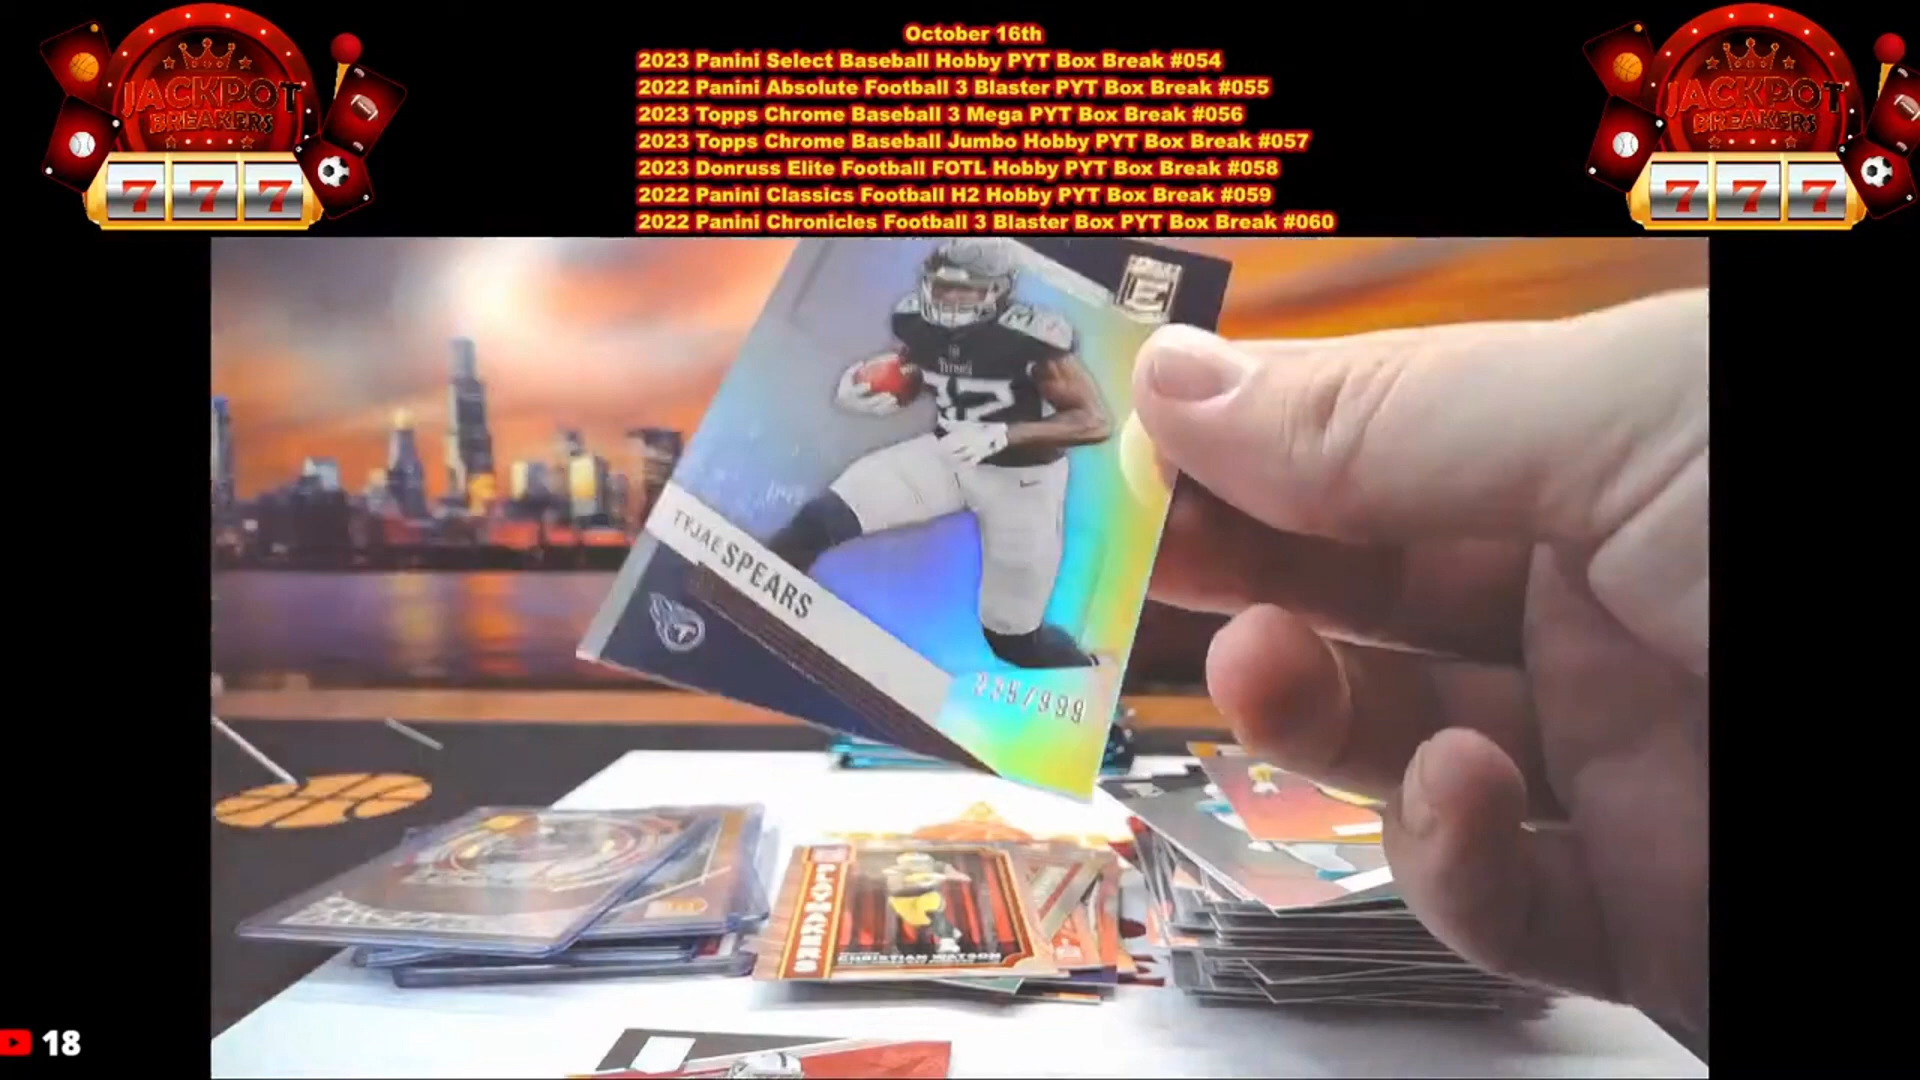 October 16th
2023 Panini Select Baseball Hobby PYT Box Break #054
2022 Panini Absolute Football 3 Blaster PYT Box Break #055
2023 Topps Chrome Baseball 3 Mega PYT Box Break #056
2023 Topps Chrome Baseball Jumbo Hobby PYT Box Break #057
2023 Donruss Elite Football FOTL Hobby PYT Box Break #058
2022 Panini Classics Football H2 Hobby PYT Box Break #059
2022 Panini Chronicles Football 3 Blaster Box PYT Box Break #060
JACKPOT
BREAKERS
777
JACKPOT
BREAKERS
777
E
TITANS
32
TYJAE SPEARS
335/999
CHRISTIAN WATSON
18